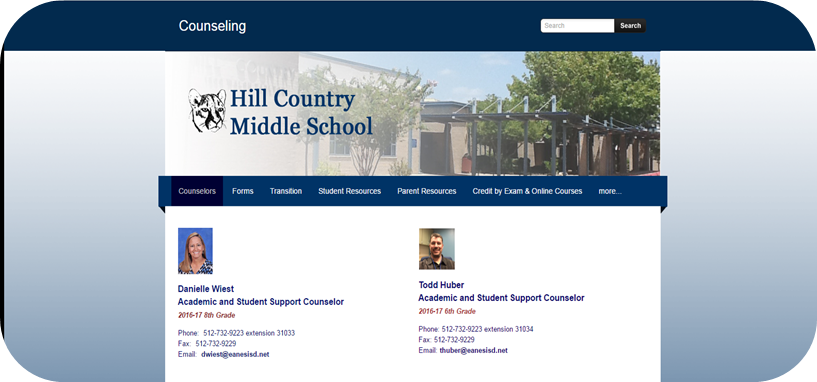 Counseling
Search Search
Hill Country
Middle School
Counselors Forms Transition Student Resources Parent Resources Credit by Exam & Online Courses more...
Danielle Wiest
Academic and Student Support Counselor
2016-17 8th Grade
Phone: 512-732-9223 extension 31033
Fax: 512-732-9229
Email: dwiest@eanesisd.net
Todd Huber
Academic and Student Support Counselor
2016-17 6th Grade
Phone: 512-732-9223 extension 31034
Fax: 512-732-9229
Email: thuber@eanesisd.net